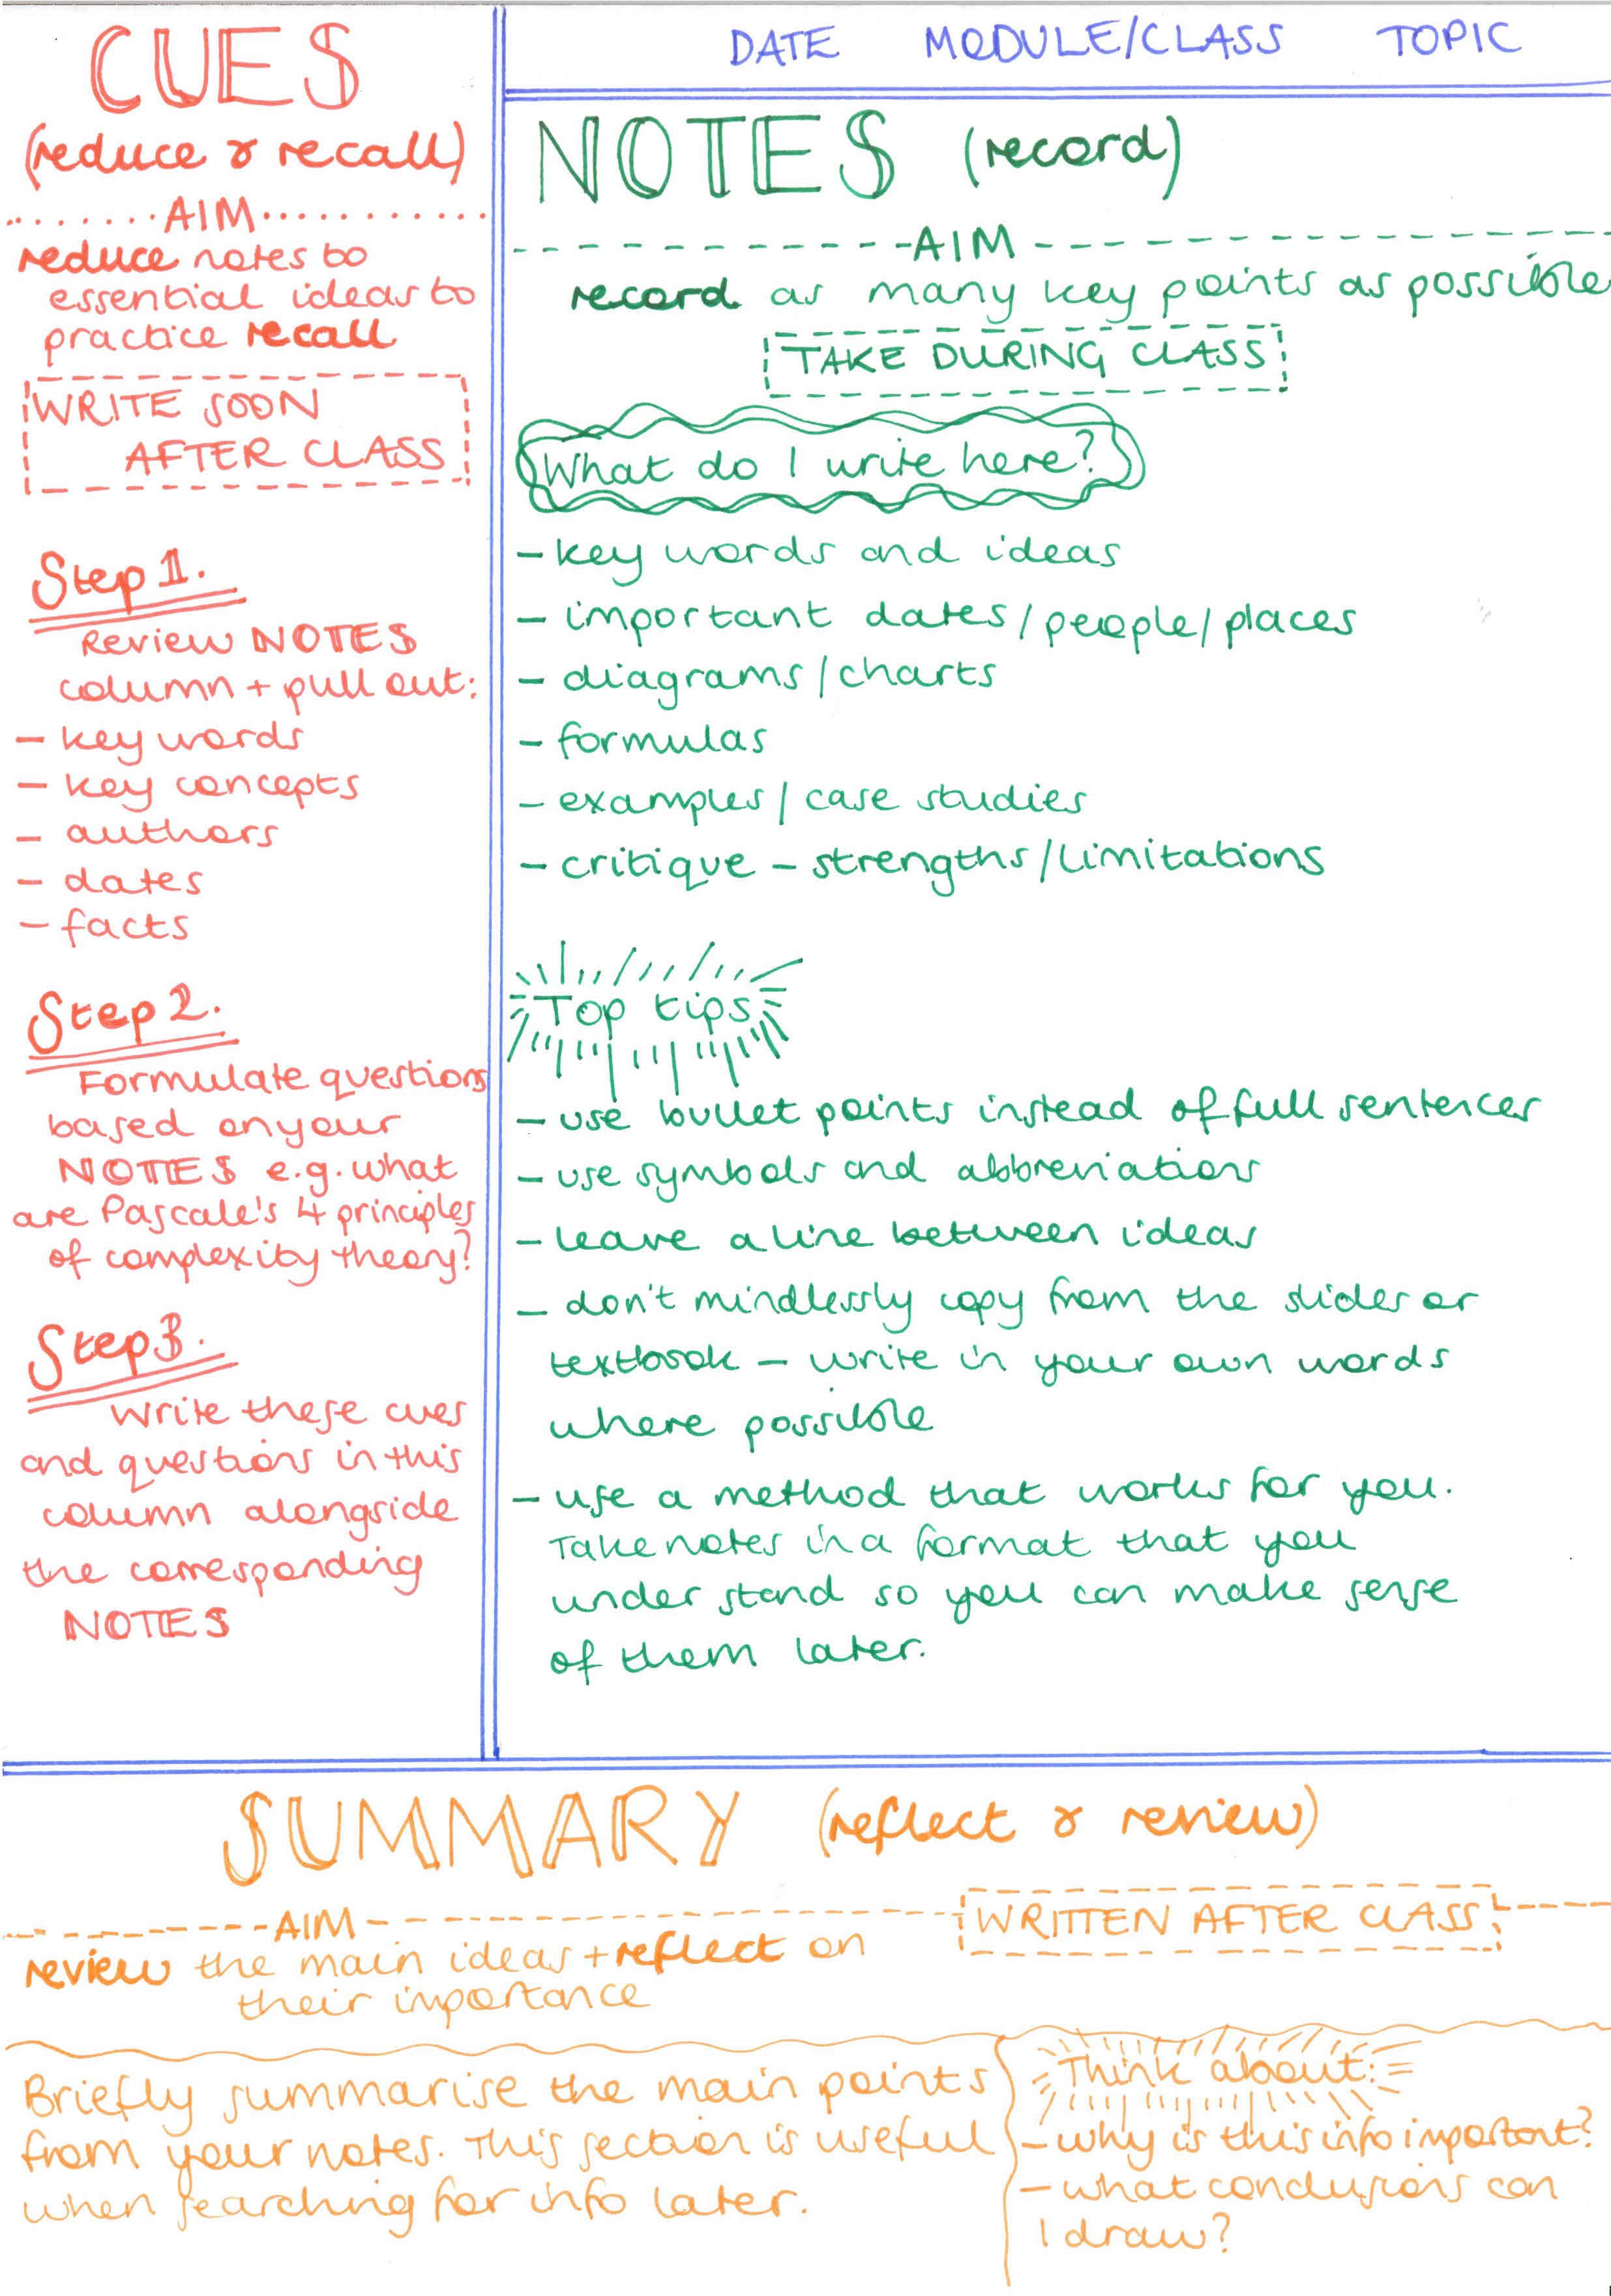 CUES
(reduce & recall)
AIM
reduce notes to
essential ideas to
practice recall
WRITE SOON
AFTER CLASS
Step 1.
Review NOTES
column + pull out:
- key words
- key concepts
- authors
- dates
- facts
Step 2.
Formulate questions
based on your
NOTES e.g. what
are Pascale's 4 principles
of complexity theory?
Step 3.
Write these cues
and questions in this
column alongside
the corresponding
NOTES
DATE MODULE/CLASS TOPIC
NOTES (record)
AIM
record as many key points as possible
TAKE DURING CLASS
What do I write here?
- key words and ideas
- important dates/people/places
- diagrams/charts
- formulas
- examples/case studies
- critique - strengths/limitations
Top tips
- use bullet points instead of full sentences
- use symbols and abbreviations
- leave a line between ideas
- don't mindlessly copy from the slides or
textbook - write in your own words
where possible
- use a method that works for you.
Take notes in a format that you
understand so you can make sense
of them later.
SUMMARY (reflect & review)
AIM
WRITTEN AFTER CLASS
review the main ideas + reflect on
their importance
Briefly summarise the main points
from your notes. This section is useful
when searching for info later.
Think about:
- why is this info important?
- what conclusions can
I draw?